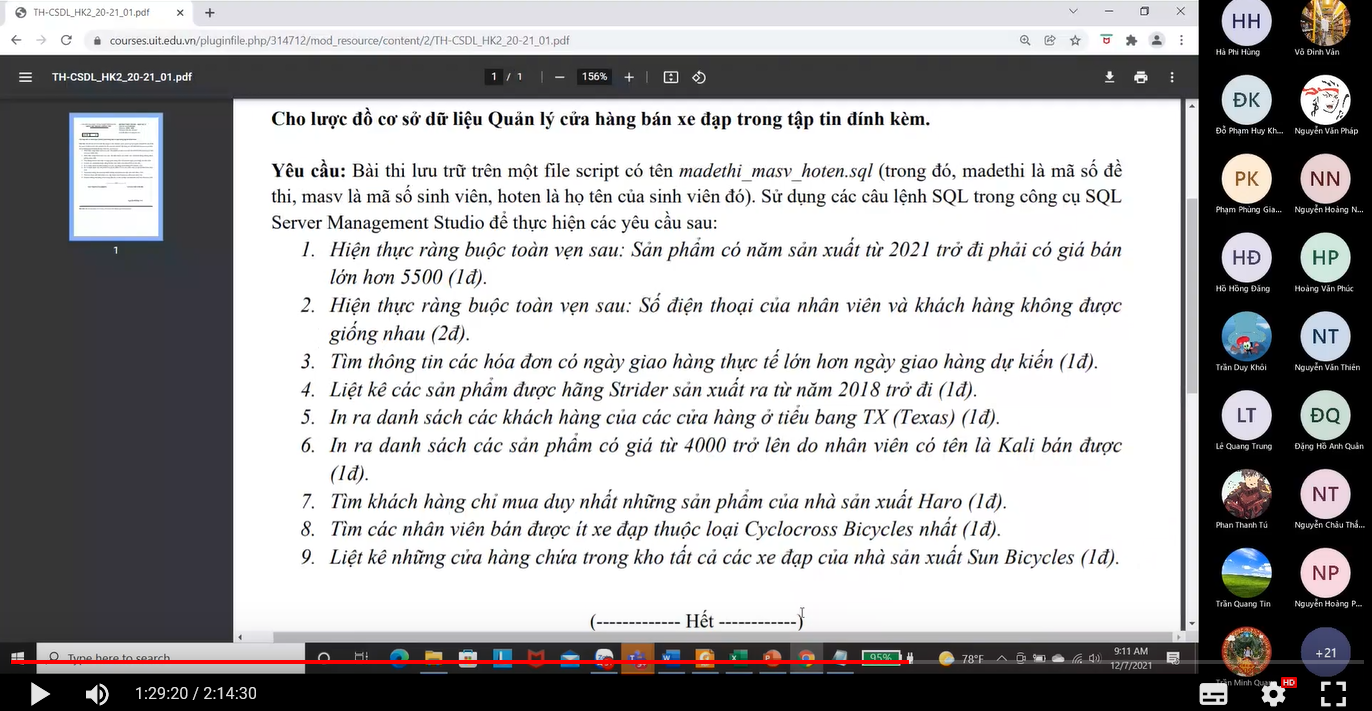 TH-CSDL_HK2_20-21_01.pdf
courses.uit.edu.vn/pluginfile.php/314712/mod_resource/content/2/TH-CSDL_HK2_20-21_01.pdf
TH-CSDL_HK2_20-21_01.pdf
1 / 1
156%
1
Cho lược đồ cơ sở dữ liệu Quản lý cửa hàng bán xe đạp trong tập tin đính kèm.
Yêu cầu: Bài thi lưu trữ trên một file script có tên madethi_masv_hoten.sql (trong đó, madethi là mã số đề
thi, masv là mã số sinh viên, hoten là họ tên của sinh viên đó). Sử dụng các câu lệnh SQL trong công cụ SQL
Server Management Studio để thực hiện các yêu cầu sau:
1. Hiện thực ràng buộc toàn vẹn sau: Sản phẩm có năm sản xuất từ 2021 trở đi phải có giá bán
lớn hơn 5500 (1đ).
2. Hiện thực ràng buộc toàn vẹn sau: Số điện thoại của nhân viên và khách hàng không được
giống nhau (2đ).
3. Tìm thông tin các hóa đơn có ngày giao hàng thực tế lớn hơn ngày giao hàng dự kiến (1đ).
4. Liệt kê các sản phẩm được hãng Strider sản xuất ra từ năm 2018 trở đi (1đ).
5. In ra danh sách các khách hàng của các cửa hàng ở tiểu bang TX (Texas) (1đ).
6. In ra danh sách các sản phẩm có giá từ 4000 trở lên do nhân viên có tên là Kali bán được
(1đ).
7. Tìm khách hàng chỉ mua duy nhất những sản phẩm của nhà sản xuất Haro (1đ).
8. Tìm các nhân viên bán được ít xe đạp thuộc loại Cyclocross Bicycles nhất (1đ).
9. Liệt kê những cửa hàng chứa trong kho tất cả các xe đạp của nhà sản xuất Sun Bicycles (1đ).
(------------- Hết ------------)
HH
Hà Phi Hùng
Võ Đình Vân
ĐK
Đỗ Phạm Huy Kh...
Nguyễn Văn Pháp
PK
NN
Phạm Phùng Gia...
Nguyễn Hoàng N...
HĐ
HP
Hồ Hồng Đăng
Hoàng Văn Phúc
NT
Trần Duy Khôi
Nguyễn Văn Thiên
LT
ĐQ
Lê Quang Trung
Đặng Hồ Anh Quân
NT
Phan Thanh Tú
Nguyễn Châu Thắ...
NP
Trần Quang Tin
Nguyễn Hoàng P...
+21
Trần Minh Qua
Type here to search
95%
78°F
9:11 AM
12/7/2021
1:29:20 / 2:14:30
HD